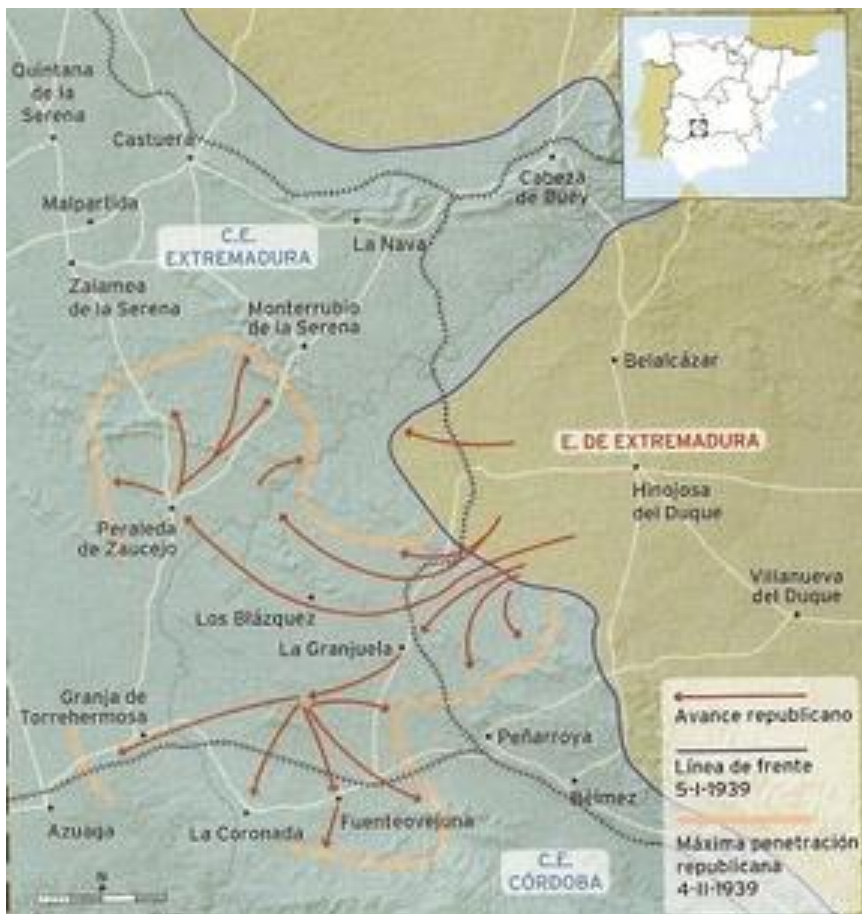 Quintana
de la
Serena
Castuera
Cabeza
de Buey
Malpartida
La Nava
C.E.
EXTREMADURA
Zalamea
de la Serena
Monterrubio
de la Serena
Belalcázar
E. DE EXTREMADURA
Hinojosa
del Duque
Peraleda
de Zaucejo
Villanueva
del Duque
Los Blázquez
La Granjuela
Granja de
Torrehermosa
Peñarroya
Bélmez
Azuaga
La Coronada
Fuenteovejuna
C.E.
CÓRDOBA
Avance republicano
Línea de frente
5-I-1939
Máxima penetración
republicana
4-II-1939
N